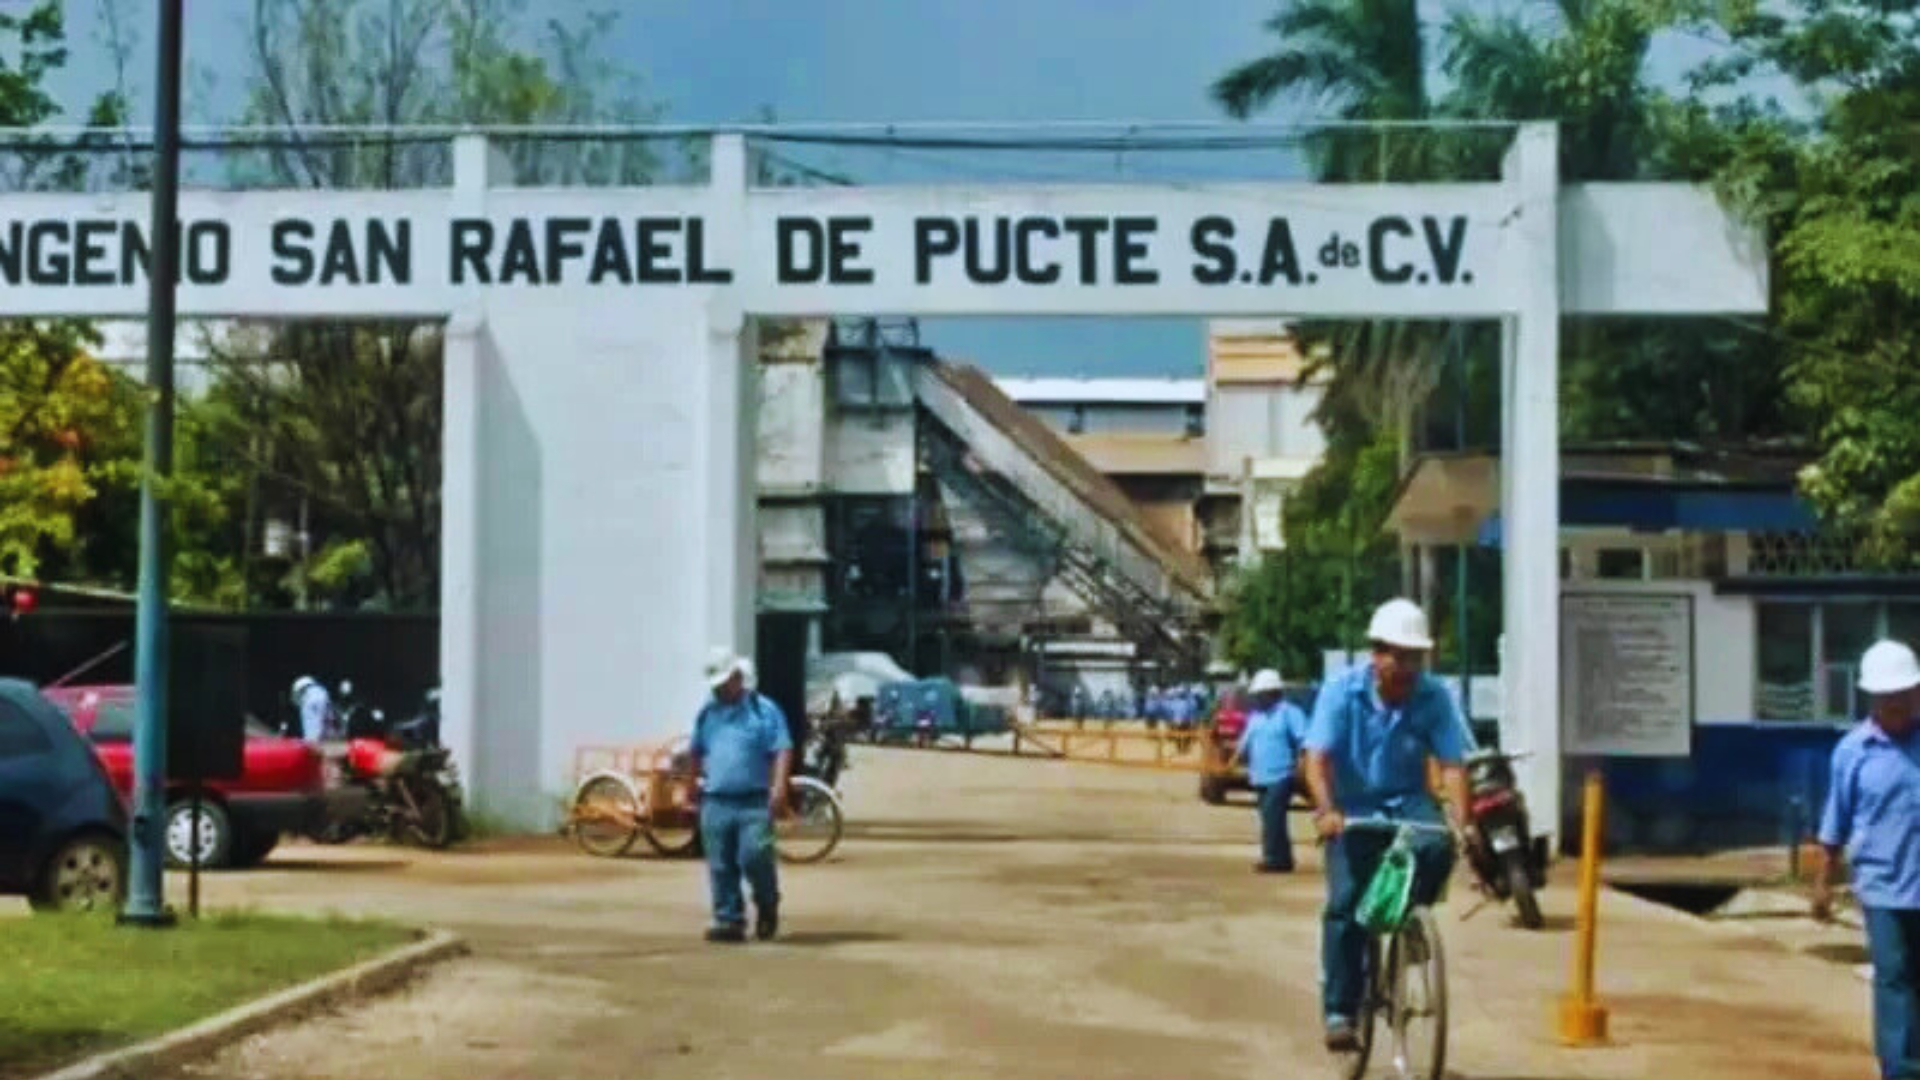 NGENIO SAN RAFAEL DE PUCTE S.A. de C.V.